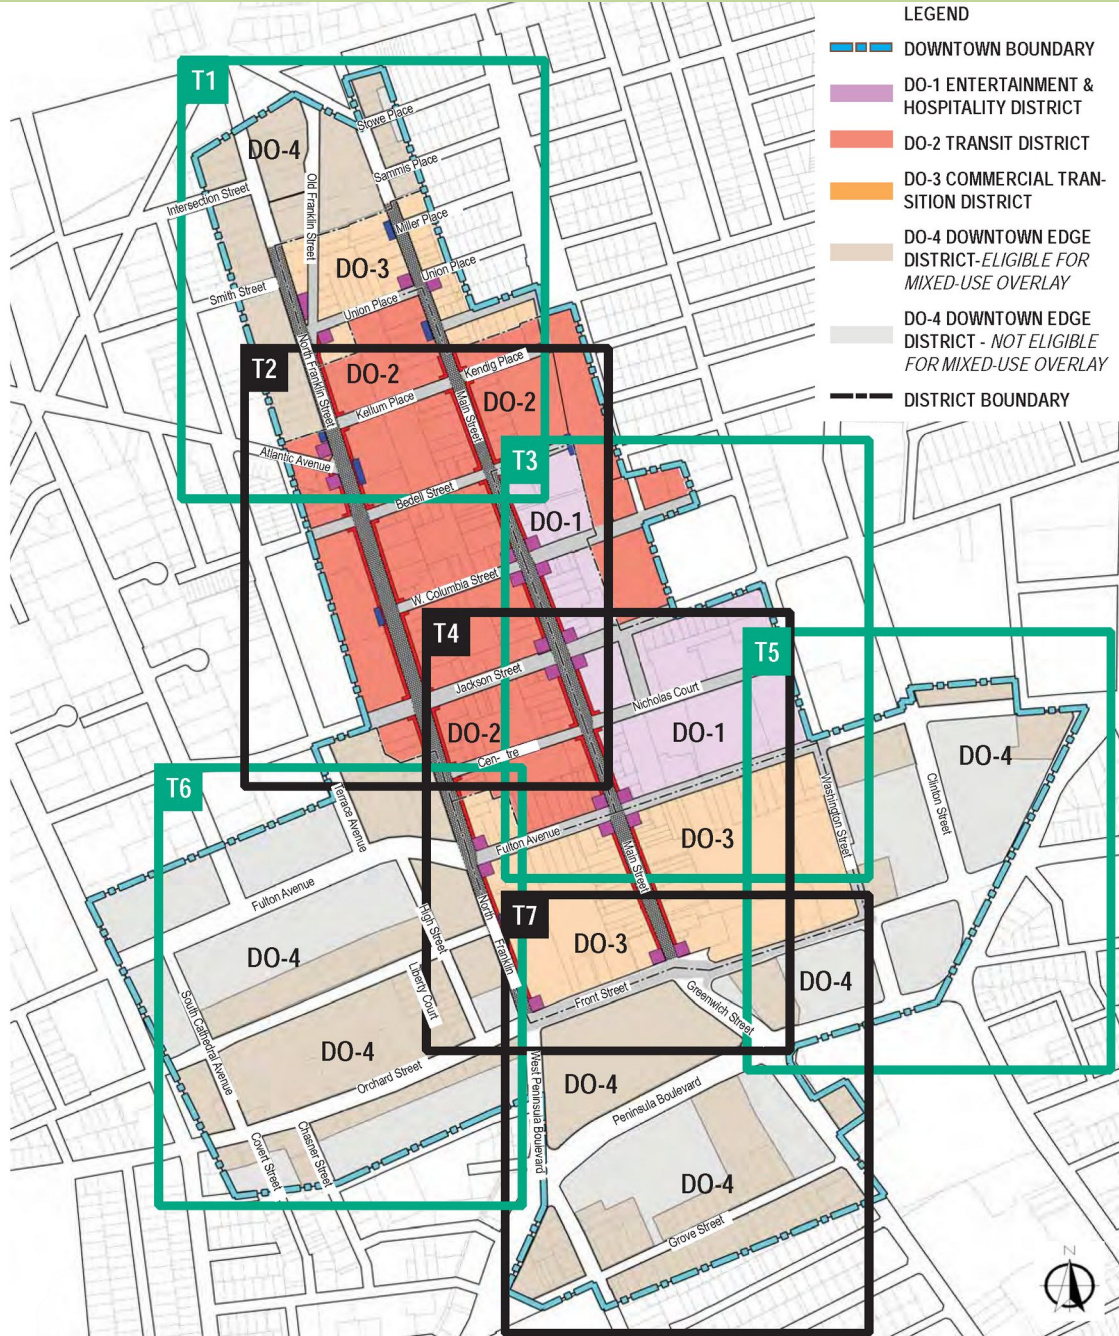 LEGEND
DOWNTOWN BOUNDARY
DO-1 ENTERTAINMENT &
HOSPITALITY DISTRICT
DO-2 TRANSIT DISTRICT
DO-3 COMMERCIAL TRAN-
SITION DISTRICT
DO-4 DOWNTOWN EDGE
DISTRICT-ELIGIBLE FOR
MIXED-USE OVERLAY
DO-4 DOWNTOWN EDGE
DISTRICT - NOT ELIGIBLE
FOR MIXED-USE OVERLAY
DISTRICT BOUNDARY
T1
Stowe Place
DO-4
Sammis Place
Intersection Street
Old Franklin Street
Miller Place
DO-3
Union Place
Smith Street
Union Place
North Franklin Street
T2
DO-2
Kendig Place
Kellum Place
Main Street
DO-2
Atlantic Avenue
T3
Bedell Street
DO-1
W. Columbia Street
T4
T5
Jackson Street
Nicholas Court
DO-2
DO-1
Cen- tre
DO-4
T6
Terrace Avenue
Clinton Street
Washington Street
Fulton Avenue
Main Street
DO-3
Fulton Avenue
High Street
North
Franklin
T7
DO-4
DO-3
Liberty Court
Front Street
DO-4
South Cathedral Avenue
Greenwich Street
DO-4
Orchard Street
West Peninsula Boulevard
DO-4
Peninsula Boulevard
Covert Street
Chasner Street
DO-4
Grove Street
N